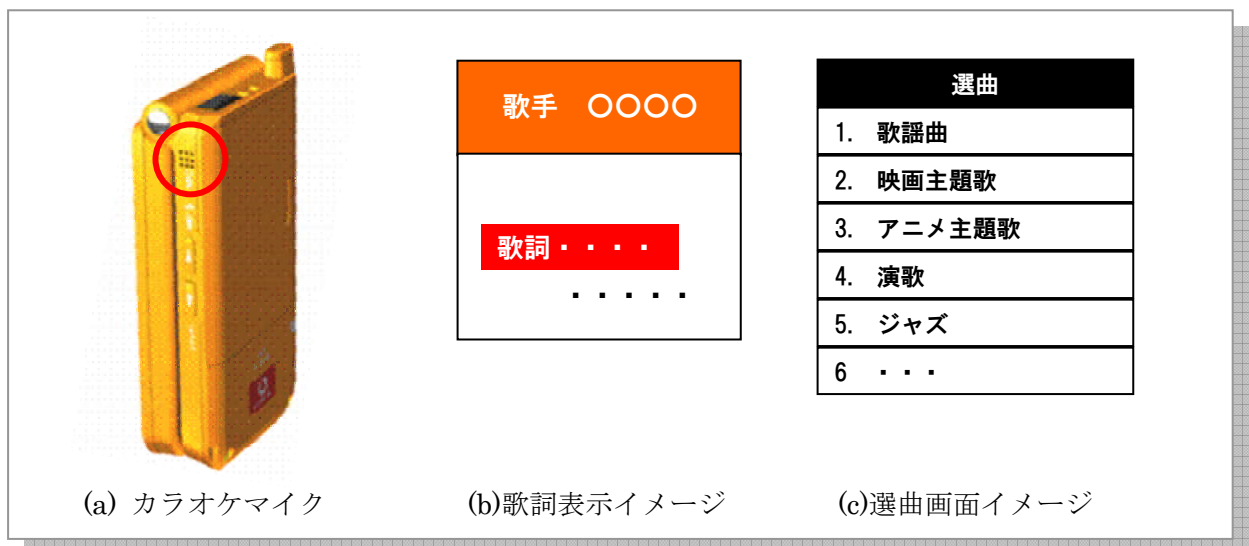 歌手 〇〇〇〇
歌詞・・・・
・・・・・
選曲
1. 歌謡曲
2. 映画主題歌
3. アニメ主題歌
4. 演歌
5. ジャズ
6 ・・・
(a) カラオケマイク
(b)歌詞表示イメージ
(c)選曲画面イメージ